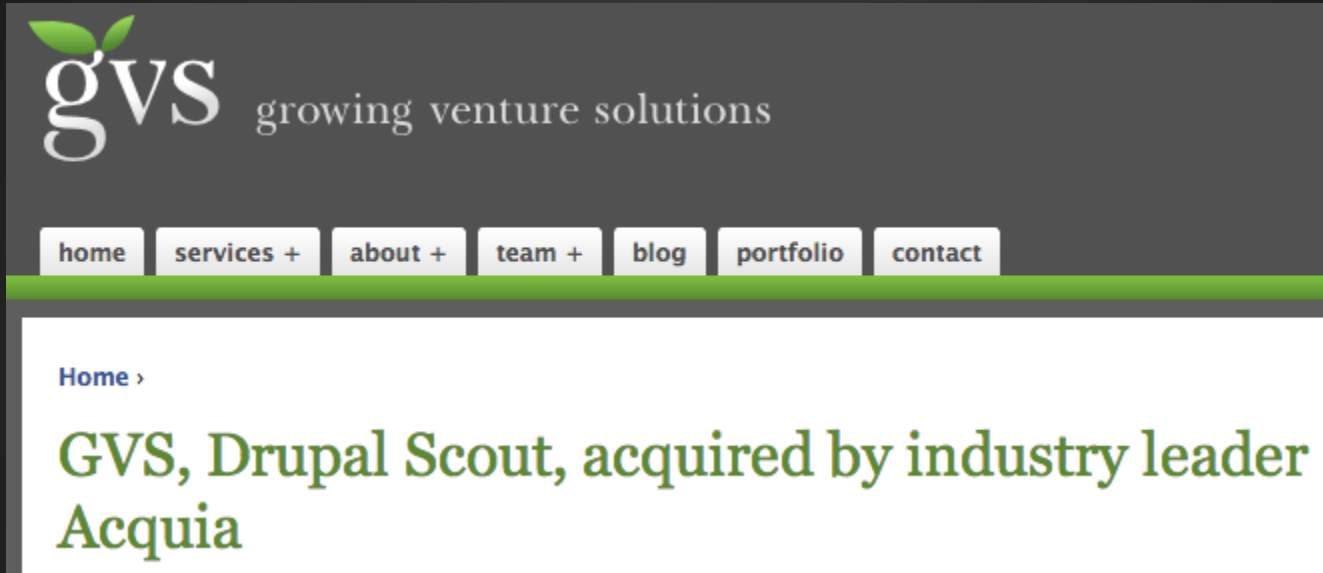 gvs growing venture solutions
home services + about + team + blog portfolio contact
Home ›
GVS, Drupal Scout, acquired by industry leader
Acquia